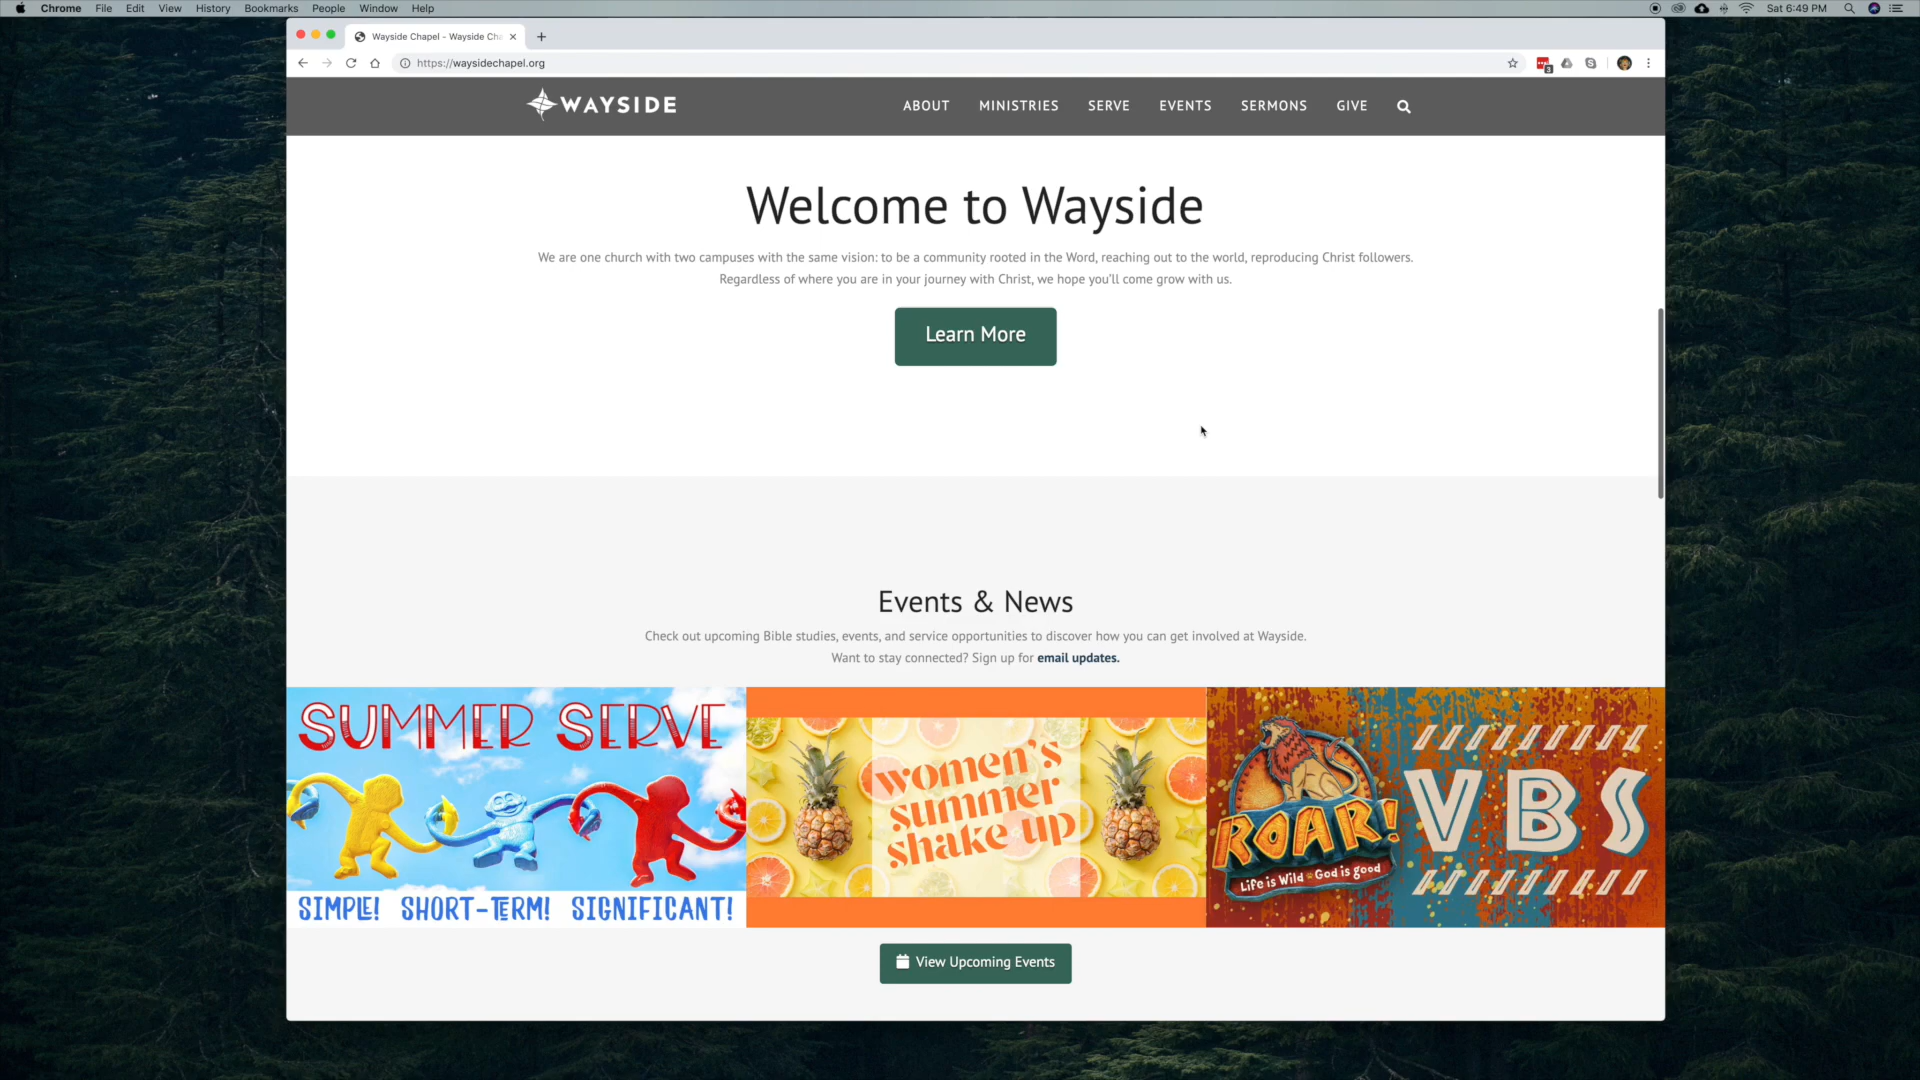 Chrome File Edit View History Bookmarks People Window Help
Sat 6:49 PM
Wayside Chapel - Wayside Cha
https://waysidechapel.org
3
WAYSIDE
ABOUT MINISTRIES SERVE EVENTS SERMONS GIVE
Welcome to Wayside
We are one church with two campuses with the same vision: to be a community rooted in the Word, reaching out to the world, reproducing Christ followers.
Regardless of where you are in your journey with Christ, we hope you'll come grow with us.
Learn More
Events & News
Check out upcoming Bible studies, events, and service opportunities to discover how you can get involved at Wayside.
Want to stay connected? Sign up for email updates.
SUMMER SERVE
SIMPLE! SHORT-TERM! SIGNIFICANT!
women's
summer
shake up
ROAR!
Life is Wild God is good
VBS
View Upcoming Events